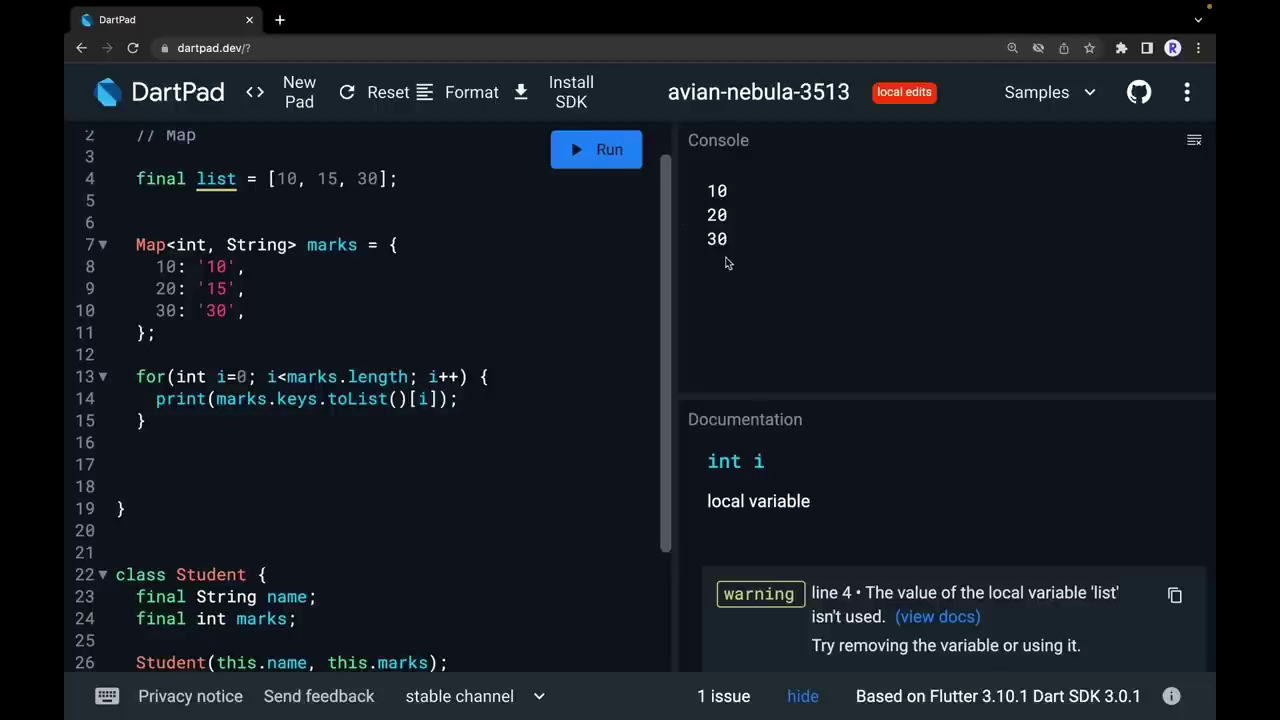 DartPad
dartpad.dev/?
R
DartPad
<> New Pad
Reset
Format
Install SDK
avian-nebula-3513
local edits
Samples
2 // Map
3
4 final list = [10, 15, 30];
5
6
7 Map<int, String> marks = {
8 10: '10',
9 20: '15',
10 30: '30',
11 };
12
13 for(int i=0; i<marks.length; i++) {
14 print(marks.keys.toList()[i]);
15 }
16
17
18
19 }
20
21
22 class Student {
23 final String name;
24 final int marks;
25
26 Student(this.name, this.marks);
Run
Console
10
20
30
Documentation
int i
local variable
warning line 4 • The value of the local variable 'list'
isn't used. (view docs)
Try removing the variable or using it.
Privacy notice
Send feedback
stable channel
1 issue
hide
Based on Flutter 3.10.1 Dart SDK 3.0.1